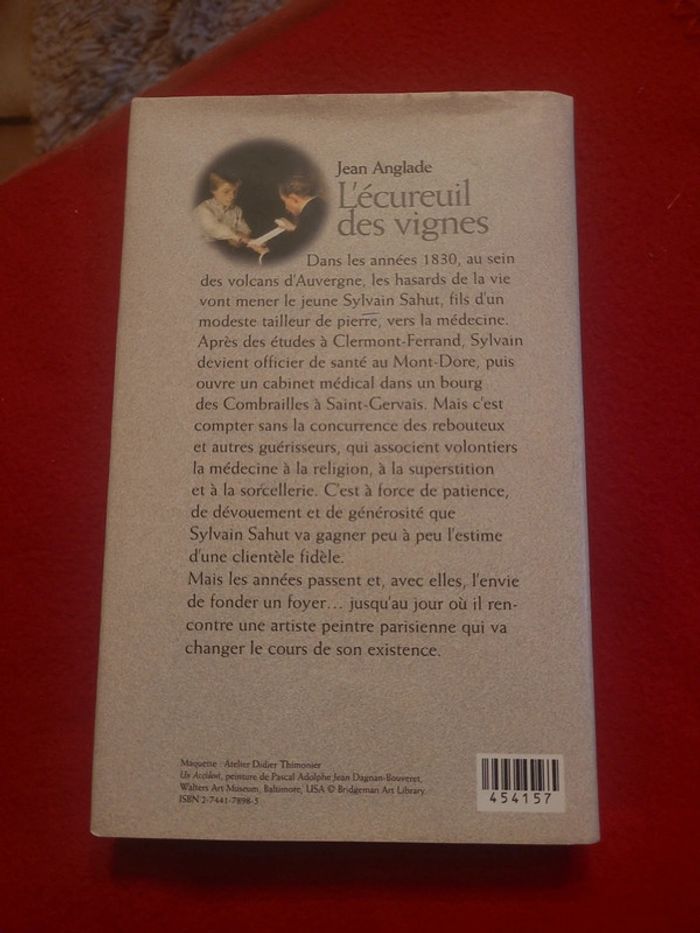 Jean Anglade
L'écureuil
des vignes
Dans les années 1830, au sein
des volcans d'Auvergne, les hasards de la vie
vont mener le jeune Sylvain Sahut, fils d'un
modeste tailleur de pierre, vers la médecine.
Après des études à Clermont-Ferrand, Sylvain
devient officier de santé au Mont-Dore, puis
ouvre un cabinet médical dans un bourg
des Combrailles à Saint-Gervais. Mais c'est
compter sans la concurrence des rebouteux
et autres guérisseurs, qui associent volontiers
la médecine à la religion, à la superstition
et à la sorcellerie. C'est à force de patience,
de dévouement et de générosité que
Sylvain Sahut va gagner peu à peu l'estime
d'une clientèle fidèle.
Mais les années passent et, avec elles, l'envie
de fonder un foyer... jusqu'au jour où il ren-
contre une artiste peintre parisienne qui va
changer le cours de son existence.
Maquette : Atelier Didier Thimonier
Un Accident, peinture de Pascal Adolphe Jean Dagnan-Bouveret,
Walters Art Museum, Baltimore, USA © Bridgeman Art Library.
ISBN 2-7441-7898-5
454157